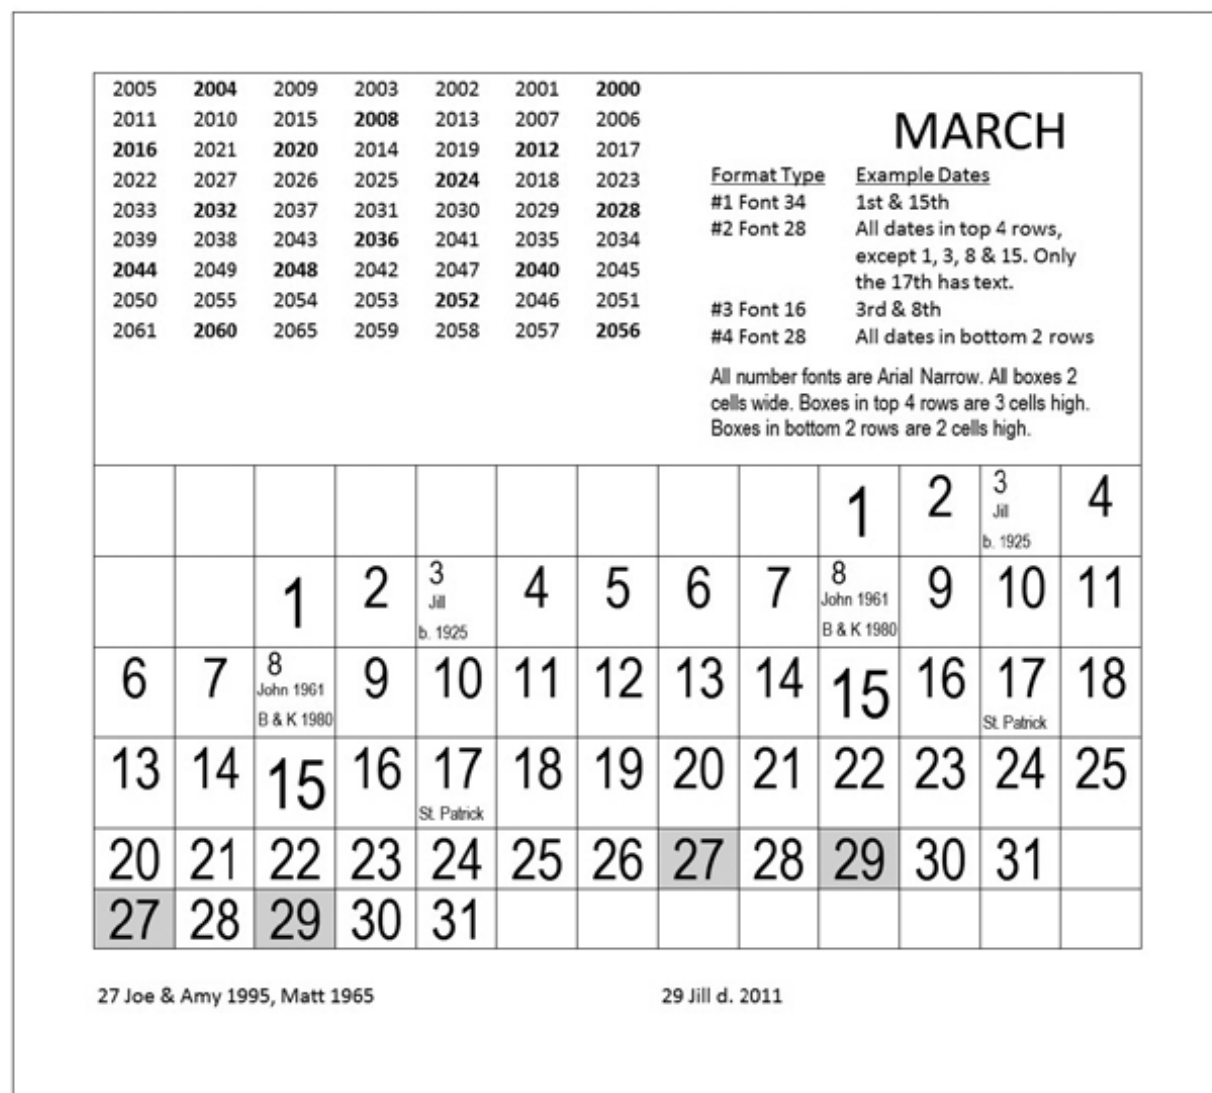 2005 2004 2009 2003 2002 2001 2000
2011 2010 2015 2008 2013 2007 2006
2016 2021 2020 2014 2019 2012 2017
2022 2027 2026 2025 2024 2018 2023
2033 2032 2037 2031 2030 2029 2028
2039 2038 2043 2036 2041 2035 2034
2044 2049 2048 2042 2047 2040 2045
2050 2055 2054 2053 2052 2046 2051
2061 2060 2065 2059 2058 2057 2056
MARCH
Format Type Example Dates
#1 Font 34 1st & 15th
#2 Font 28 All dates in top 4 rows,
except 1, 3, 8 & 15. Only
the 17th has text.
#3 Font 16 3rd & 8th
#4 Font 28 All dates in bottom 2 rows
All number fonts are Arial Narrow. All boxes 2
cells wide. Boxes in top 4 rows are 3 cells high.
Boxes in bottom 2 rows are 2 cells high.
1 2 3 4
Jill
b. 1925
1 2 3 4 5 6 7 8 9 10 11
Jill John 1961
b. 1925 B & K 1980
6 7 8 9 10 11 12 13 14 15 16 17 18
John 1961
B & K 1980 St. Patrick
13 14 15 16 17 18 19 20 21 22 23 24 25
St. Patrick
20 21 22 23 24 25 26 27 28 29 30 31
27 28 29 30 31
27 Joe & Amy 1995, Matt 1965 29 Jill d. 2011